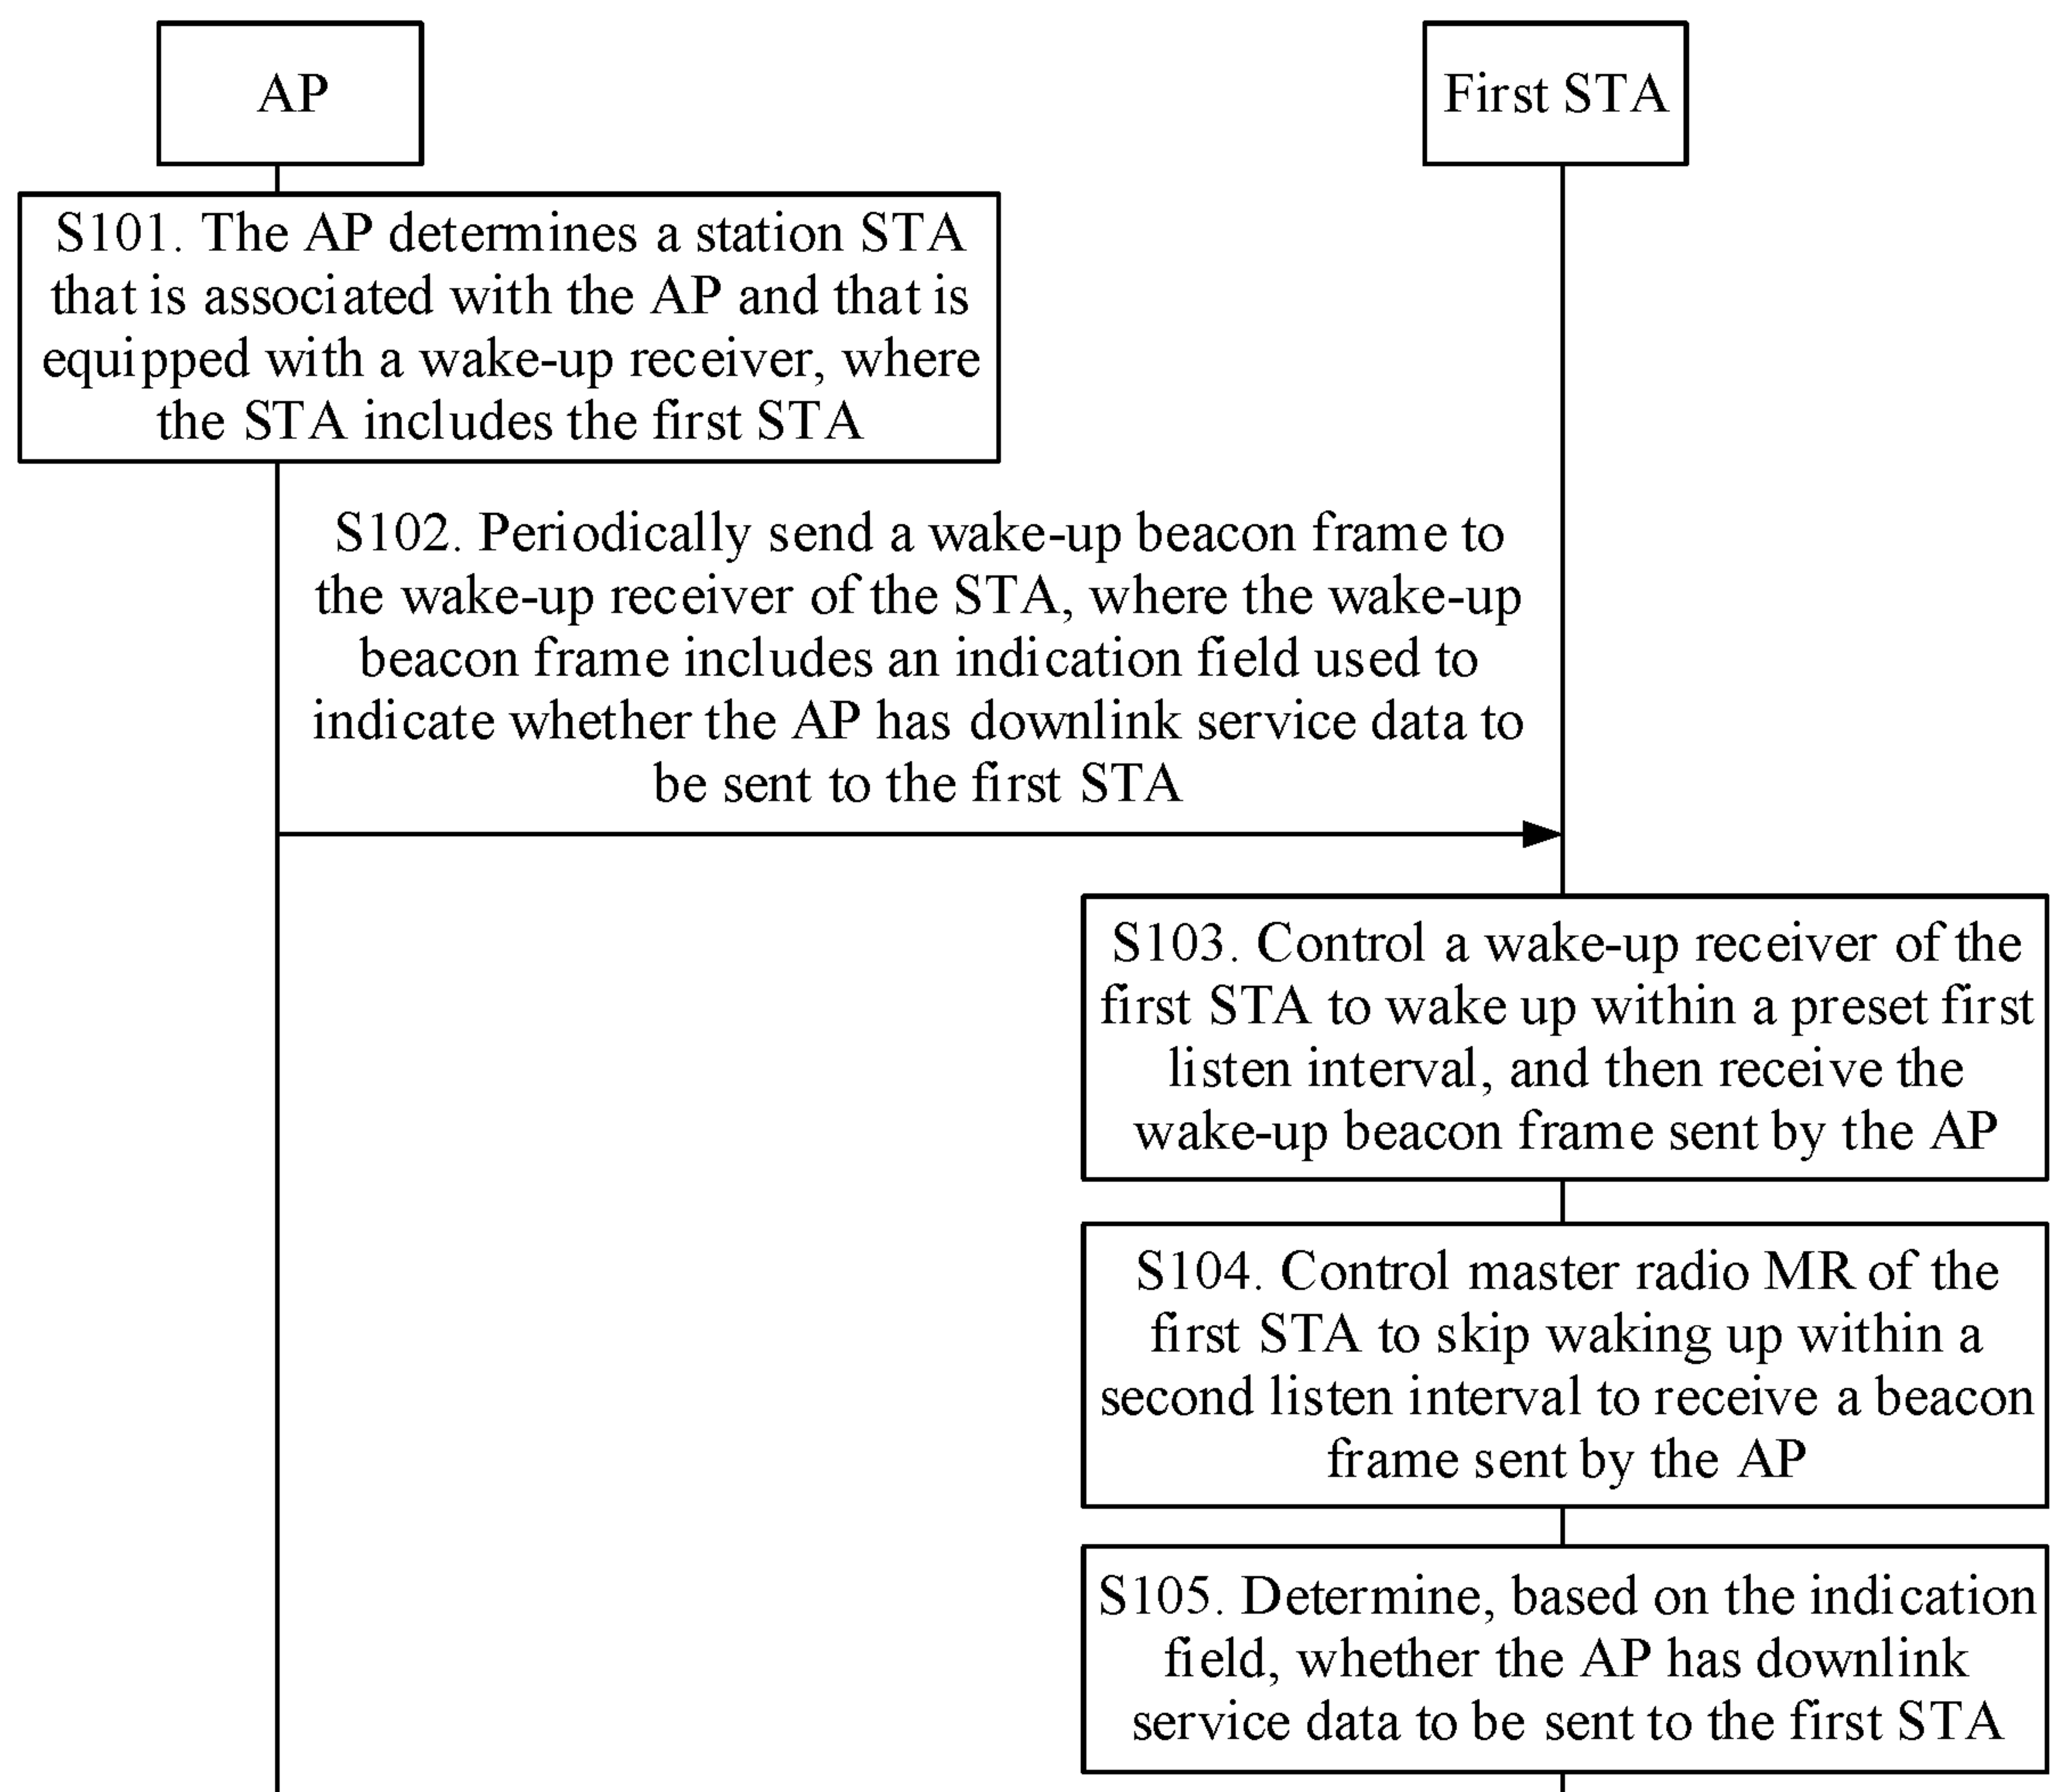 AP
First STA
S101. The AP determines a station STA
that is associated with the AP and that is
equipped with a wake-up receiver, where
the STA includes the first STA
S102. Periodically send a wake-up beacon frame to
the wake-up receiver of the STA, where the wake-up
beacon frame includes an indication field used to
indicate whether the AP has downlink service data to
be sent to the first STA
S103. Control a wake-up receiver of the
first STA to wake up within a preset first
listen interval, and then receive the
wake-up beacon frame sent by the AP
S104. Control master radio MR of the
first STA to skip waking up within a
second listen interval to receive a beacon
frame sent by the AP
S105. Determine, based on the indication
field, whether the AP has downlink
service data to be sent to the first STA